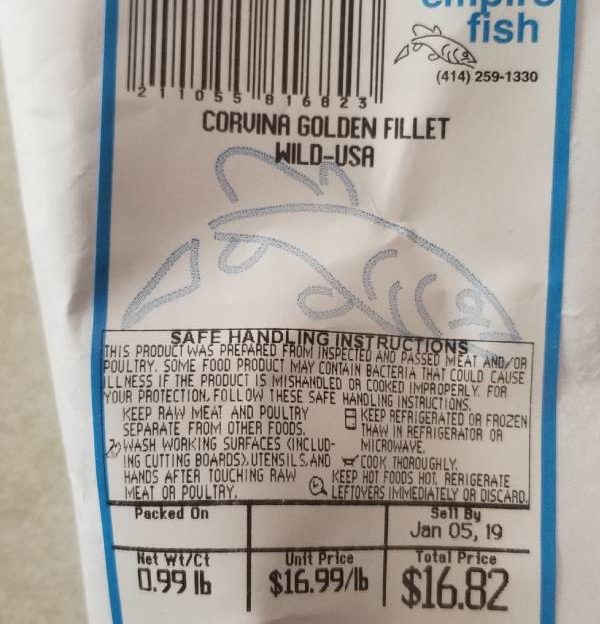 empire
fish
(414) 259-1330
2 11055 816823
CORVINA GOLDEN FILLET
WILD-USA
SAFE HANDLING INSTRUCTIONS
THIS PRODUCT WAS PREPARED FROM INSPECTED AND PASSED MEAT AND/OR
POULTRY. SOME FOOD PRODUCT MAY CONTAIN BACTERIA THAT COULD CAUSE
ILLNESS IF THE PRODUCT IS MISHANDLED OR COOKED IMPROPERLY. FOR
YOUR PROTECTION, FOLLOW THESE SAFE HANDLING INSTRUCTIONS.
KEEP RAW MEAT AND POULTRY
SEPARATE FROM OTHER FOODS.
WASH WORKING SURFACES (INCLUD-
ING CUTTING BOARDS), UTENSILS, AND
HANDS AFTER TOUCHING RAW
MEAT OR POULTRY.
KEEP REFRIGERATED OR FROZEN
THAW IN REFRIGERATOR OR
MICROWAVE.
COOK THOROUGHLY.
KEEP HOT FOODS HOT. RERIGERATE
LEFTOVERS IMMEDIATELY OR DISCARD.
Packed On
Sell By
Jan 05, 19
Net Wt/Ct
0.99 lb
Unit Price
$16.99/lb
Total Price
$16.82